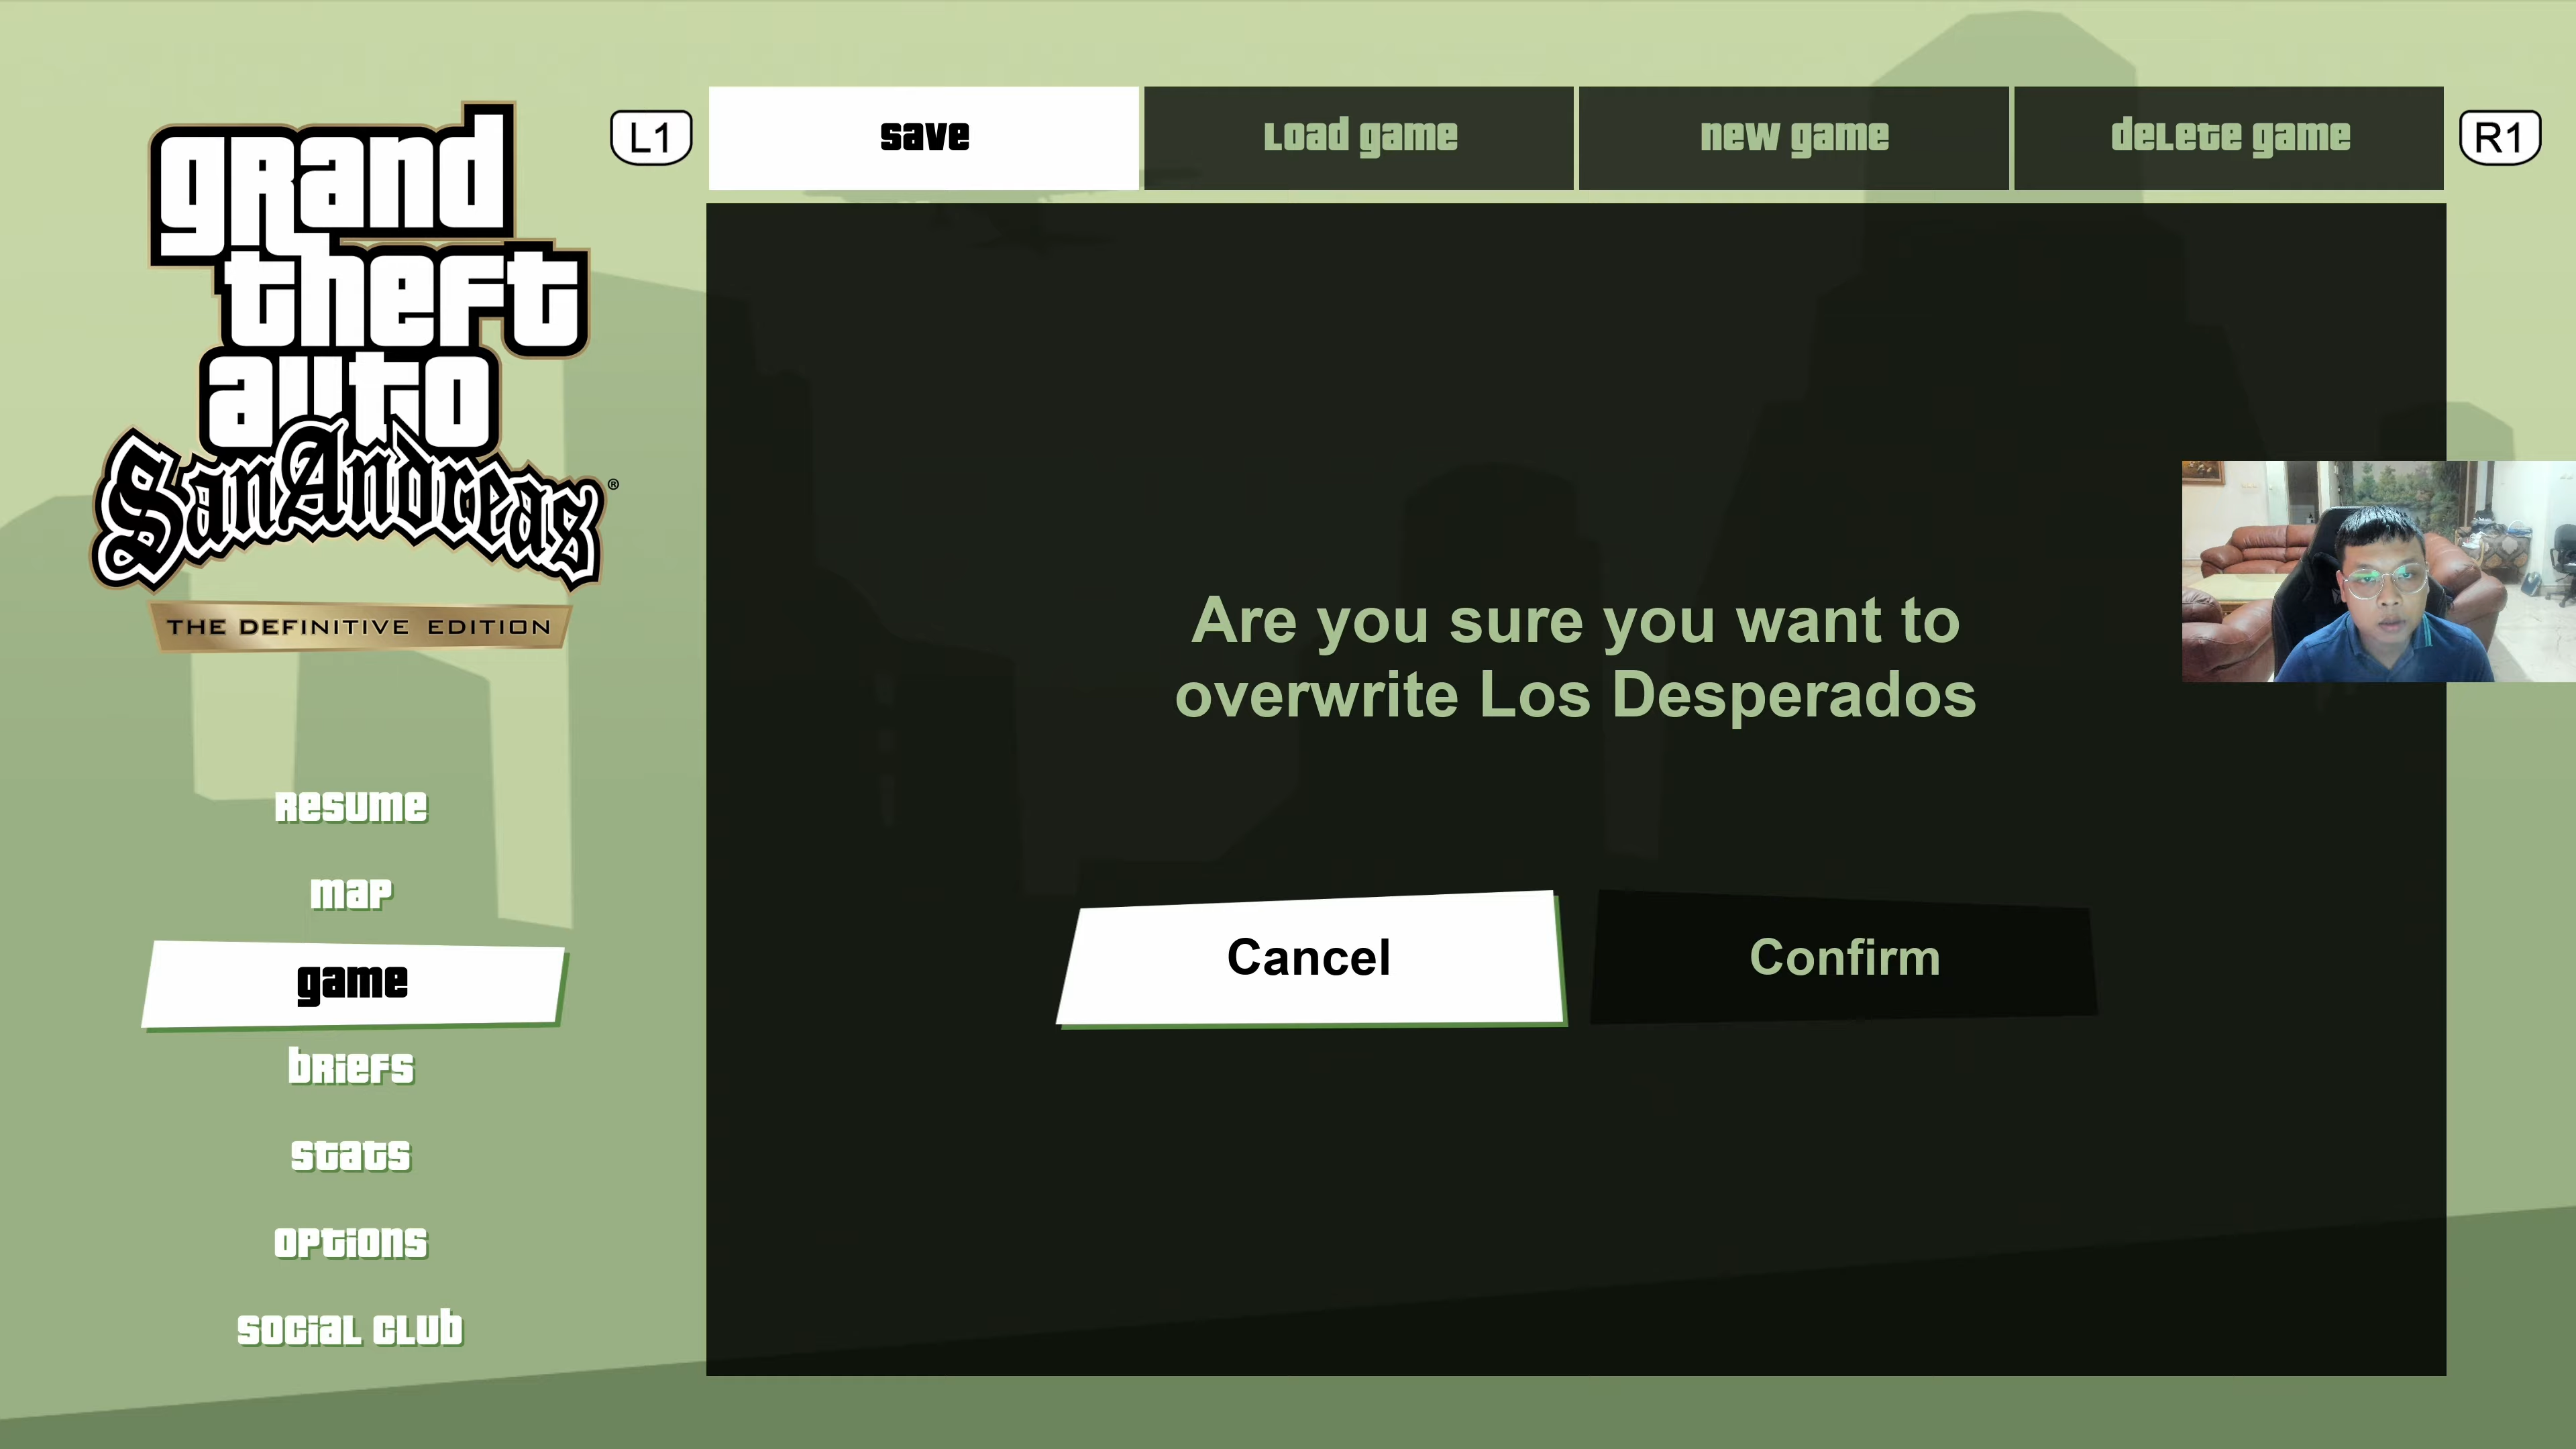 grand
theft
auto
San Andreas®
THE DEFINITIVE EDITION
L1
save
load game
new game
delete game
R1
Are you sure you want to
overwrite Los Desperados
Cancel
Confirm
resume
map
game
briefs
stats
options
social club